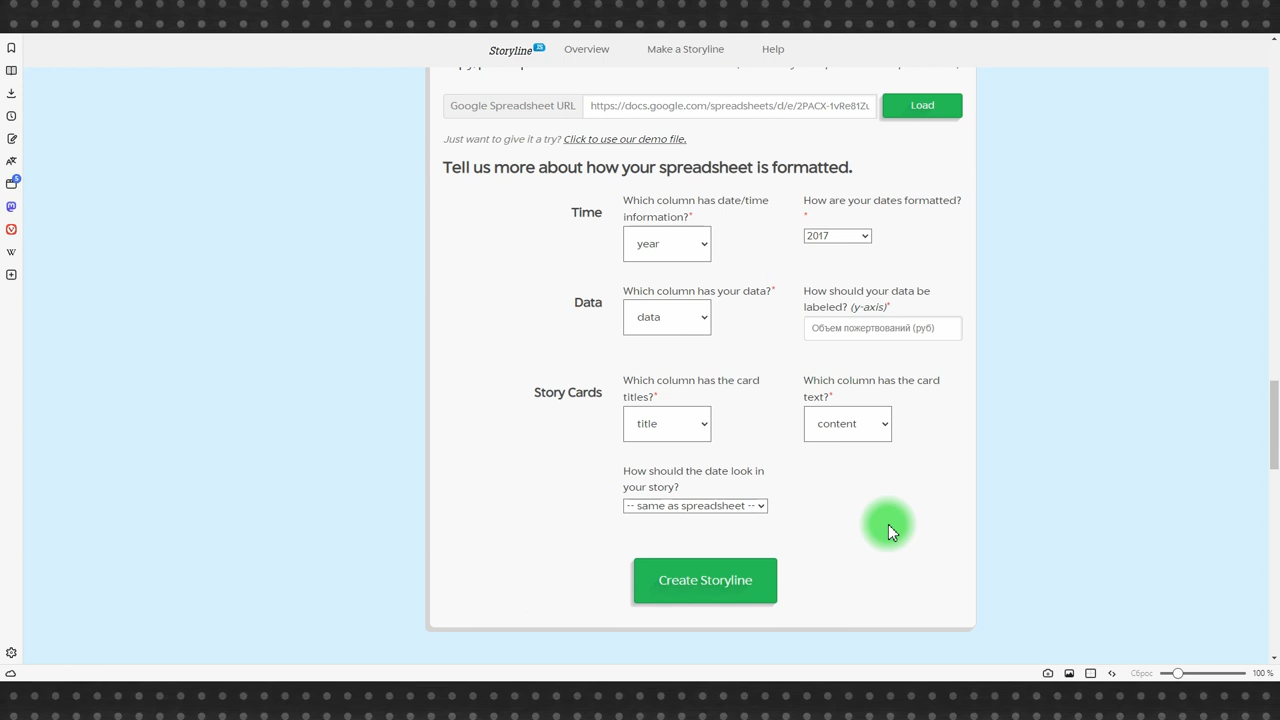 Storyline JS
Overview
Make a Storyline
Help
Google Spreadsheet URL
https://docs.google.com/spreadsheets/d/e/2PACX-1vRe81Zu
Load
Just want to give it a try? Click to use our demo file.
Tell us more about how your spreadsheet is formatted.
Time
Which column has date/time
information?*
year
How are your dates formatted?
*
2017
Data
Which column has your data?*
data
How should your data be
labeled? (y-axis)*
Объем пожертвований (руб)
Story Cards
Which column has the card
titles?*
title
Which column has the card
text?*
content
How should the date look in
your story?
-- same as spreadsheet --
Create Storyline
5
Сброс
100 %